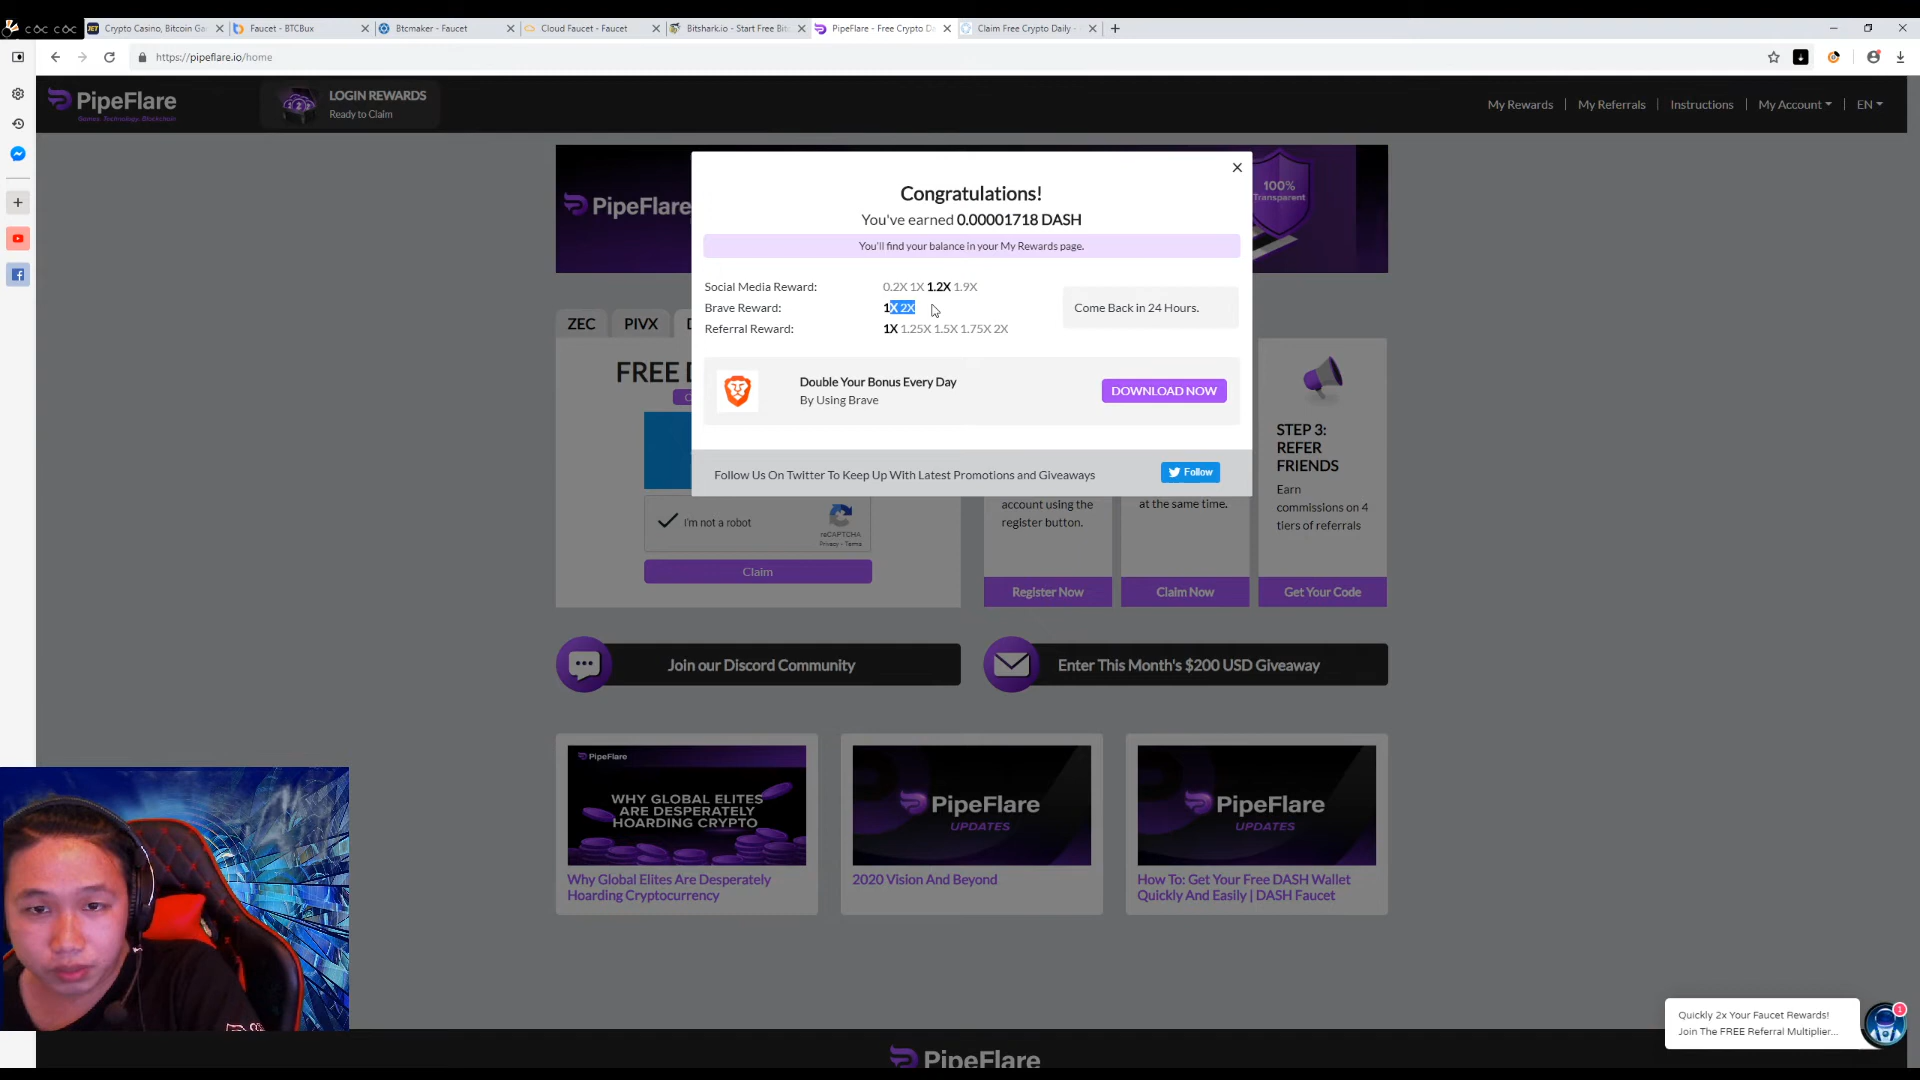 CỐC CỐC
Crypto Casino, Bitcoin Ga
Faucet - BTCBux
Btcmaker - Faucet
Cloud Faucet - Faucet
Bitshark.io - Start Free Bit
PipeFlare - Free Crypto D
Claim Free Crypto Daily -
https://pipeflare.io/home
PipeFlare
Games. Technology. Blockchain
LOGIN REWARDS
Ready to Claim
My Rewards
My Referrals
Instructions
My Account
EN
PipeFlare
100%
Transparent
Congratulations!
You've earned 0.00001718 DASH
You'll find your balance in your My Rewards page.
Social Media Reward: 0.2X 1X 1.2X 1.9X
Brave Reward: 1X 2X
Referral Reward: 1X 1.25X 1.5X 1.75X 2X
Come Back in 24 Hours.
Double Your Bonus Every Day
By Using Brave
DOWNLOAD NOW
Follow Us On Twitter To Keep Up With Latest Promotions and Giveaways
Follow
ZEC
PIVX
D
FREE D
I'm not a robot
reCAPTCHA
Privacy - Terms
Claim
account using the
register button.
Register Now
at the same time.
Claim Now
STEP 3:
REFER
FRIENDS
Earn
commissions on 4
tiers of referrals
Get Your Code
Join our Discord Community
Enter This Month's $200 USD Giveaway
PipeFlare
WHY GLOBAL ELITES
ARE DESPERATELY
HOARDING CRYPTO
Why Global Elites Are Desperately
Hoarding Cryptocurrency
PipeFlare
UPDATES
2020 Vision And Beyond
PipeFlare
UPDATES
How To: Get Your Free DASH Wallet
Quickly And Easily | DASH Faucet
PipeFlare
Quickly 2x Your Faucet Rewards!
Join The FREE Referral Multiplier...
1